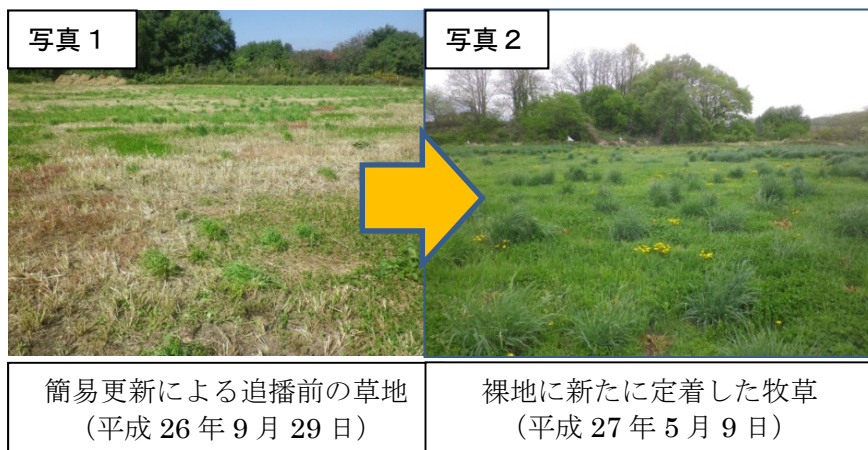 写真１
写真２
簡易更新による追播前の草地
（平成 26 年 9 月 29 日）
裸地に新たに定着した牧草
（平成 27 年 5 月 9 日）